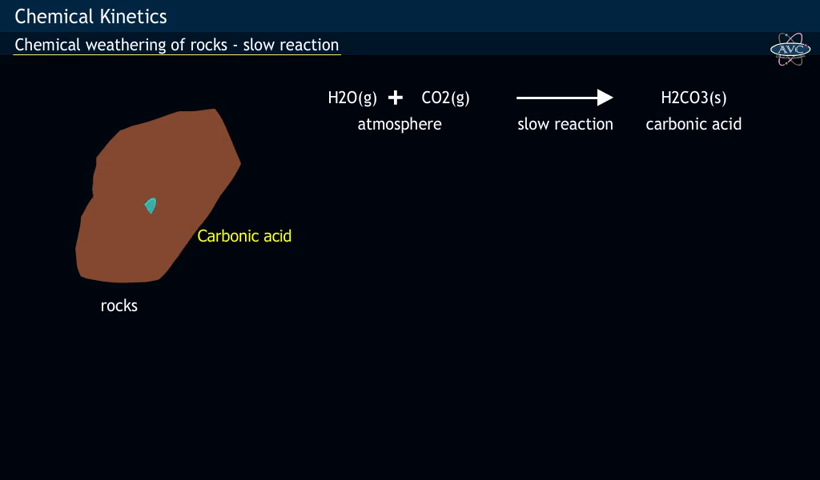 Chemical Kinetics
Chemical weathering of rocks - slow reaction
AVC
H2O(g) + CO2(g) H2CO3(s)
atmosphere slow reaction carbonic acid
Carbonic acid
rocks